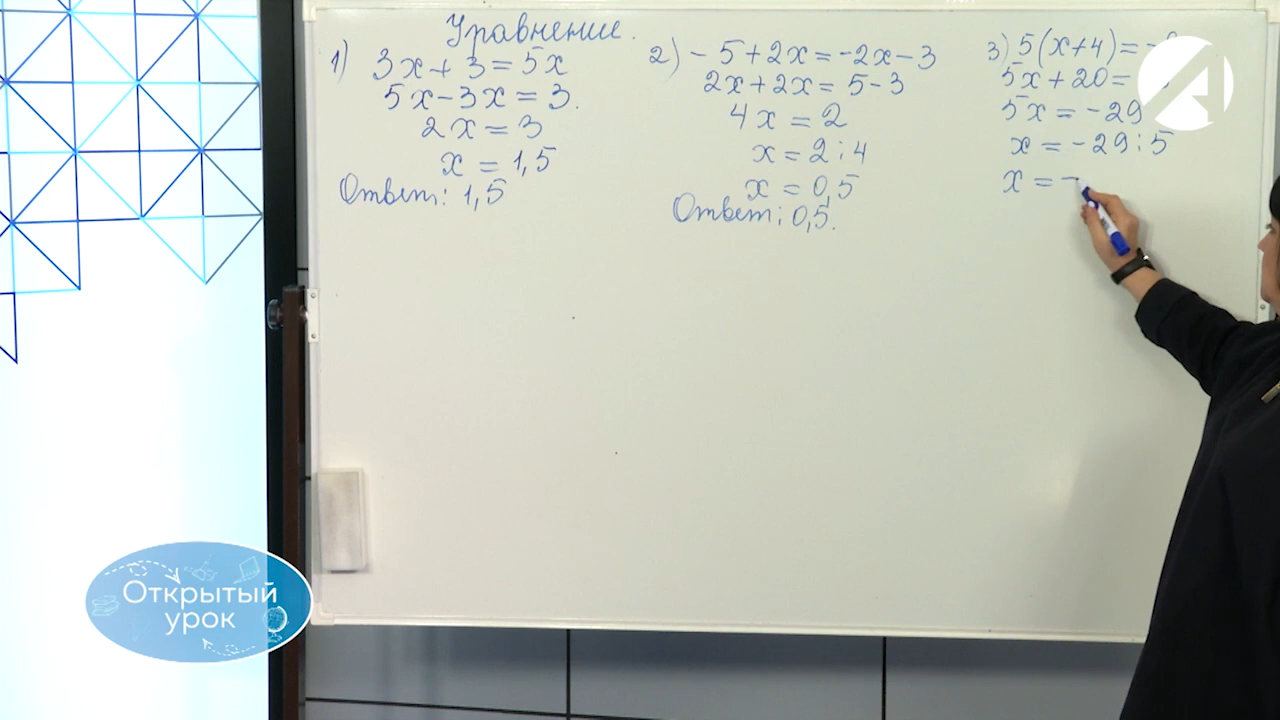 Уравнение.
1) 3x + 3 = 5x
5x - 3x = 3.
2x = 3
x = 1,5
Ответ: 1,5
2) - 5 + 2x = -2x - 3
2x + 2x = 5 - 3
4x = 2
x = 2 : 4
x = 0,5
Ответ: 0,5.
3) 5(x + 4) = -
5x + 20 =
5x = -29
x = -29 : 5
x = -
Открытый
урок